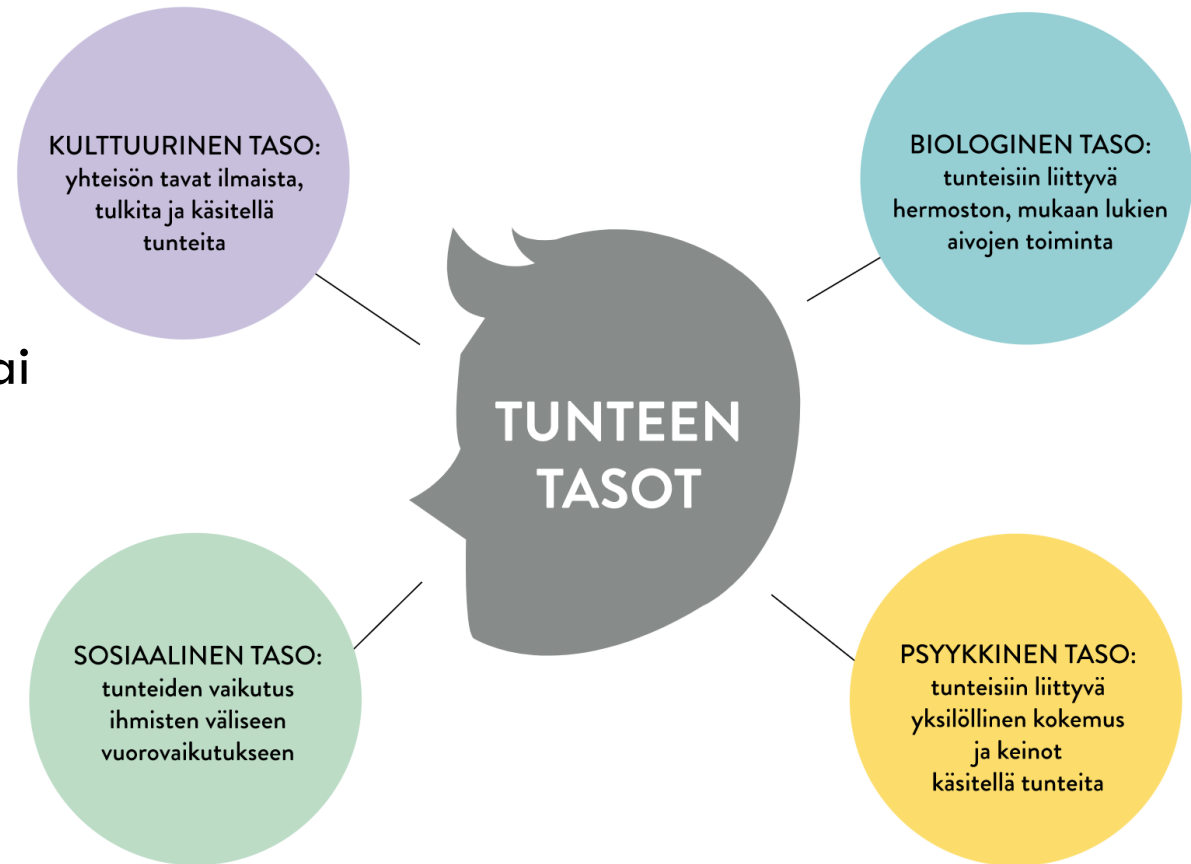 KULTTUURINEN TASO:
yhteisön tavat ilmaista,
tulkita ja käsitellä
tunteita
BIOLOGINEN TASO:
tunteisiin liittyvä
hermoston, mukaan lukien
aivojen toiminta
ai
TUNTEEN
TASOT
SOSIAALINEN TASO:
tunteiden vaikutus
ihmisten väliseen
vuorovaikutukseen
PSYYKKINEN TASO:
tunteisiin liittyvä
yksilöllinen kokemus
ja keinot
käsitellä tunteita